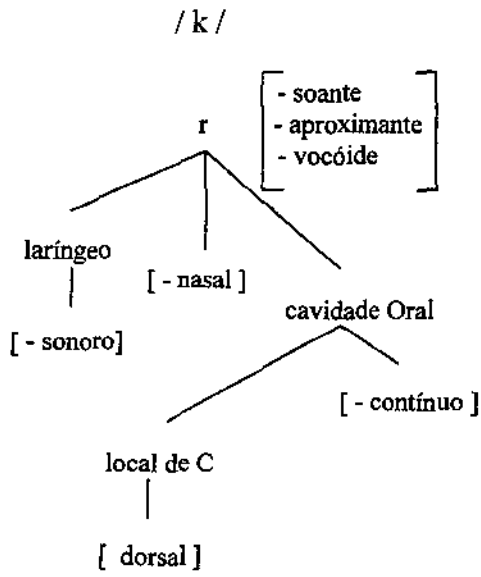 / k /
r
- soante
- aproximante
- vocóide
laríngeo
[ - nasal ]
cavidade Oral
[ - sonoro]
[ - contínuo ]
local de C
[ dorsal ]